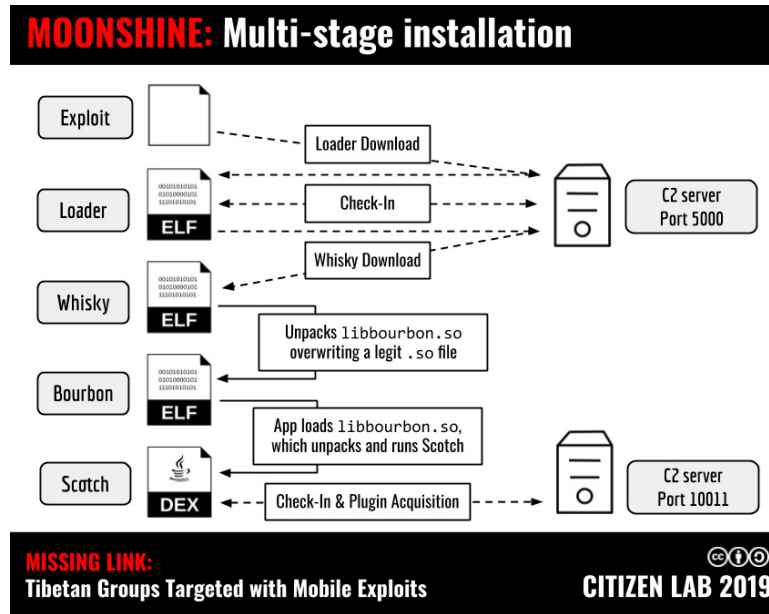 MOONSHINE: Multi-stage installation
Exploit
Loader Download
Loader
00101010101
01010000101
11101010101
ELF
Check-In
C2 server
Port 5000
Whisky Download
Whisky
00101010101
01010000101
11101010101
ELF
Unpacks libbourbon.so
overwriting a legit .so file
Bourbon
00101010101
01010000101
11101010101
ELF
App loads libbourbon.so,
which unpacks and runs Scotch
Scotch
DEX
Check-In & Plugin Acquisition
C2 server
Port 10011
MISSING LINK:
Tibetan Groups Targeted with Mobile Exploits
cc
CITIZEN LAB 2019